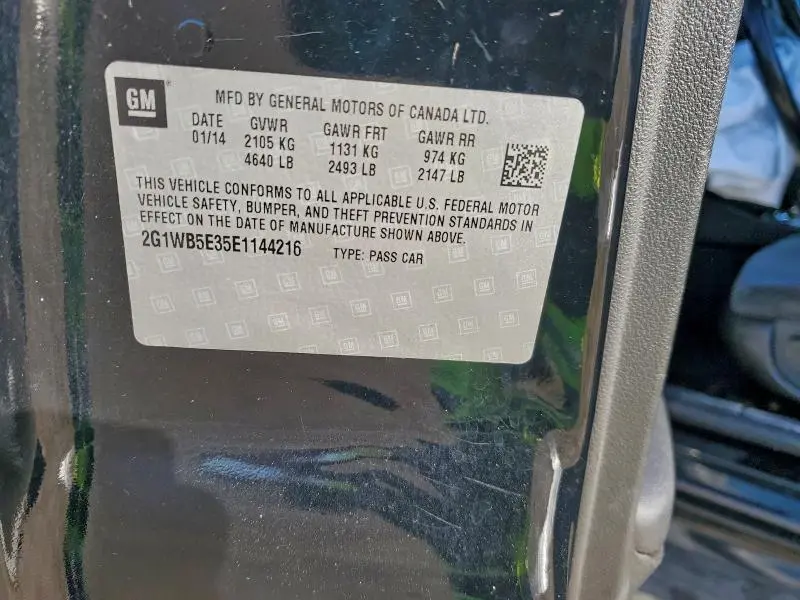 GM
MFD BY GENERAL MOTORS OF CANADA LTD.
DATE GVWR GAWR FRT GAWR RR
01/14 2105 KG 1131 KG 974 KG
4640 LB 2493 LB 2147 LB
THIS VEHICLE CONFORMS TO ALL APPLICABLE U.S. FEDERAL MOTOR
VEHICLE SAFETY, BUMPER, AND THEFT PREVENTION STANDARDS IN
EFFECT ON THE DATE OF MANUFACTURE SHOWN ABOVE.
2G1WB5E35E1144216 TYPE: PASS CAR